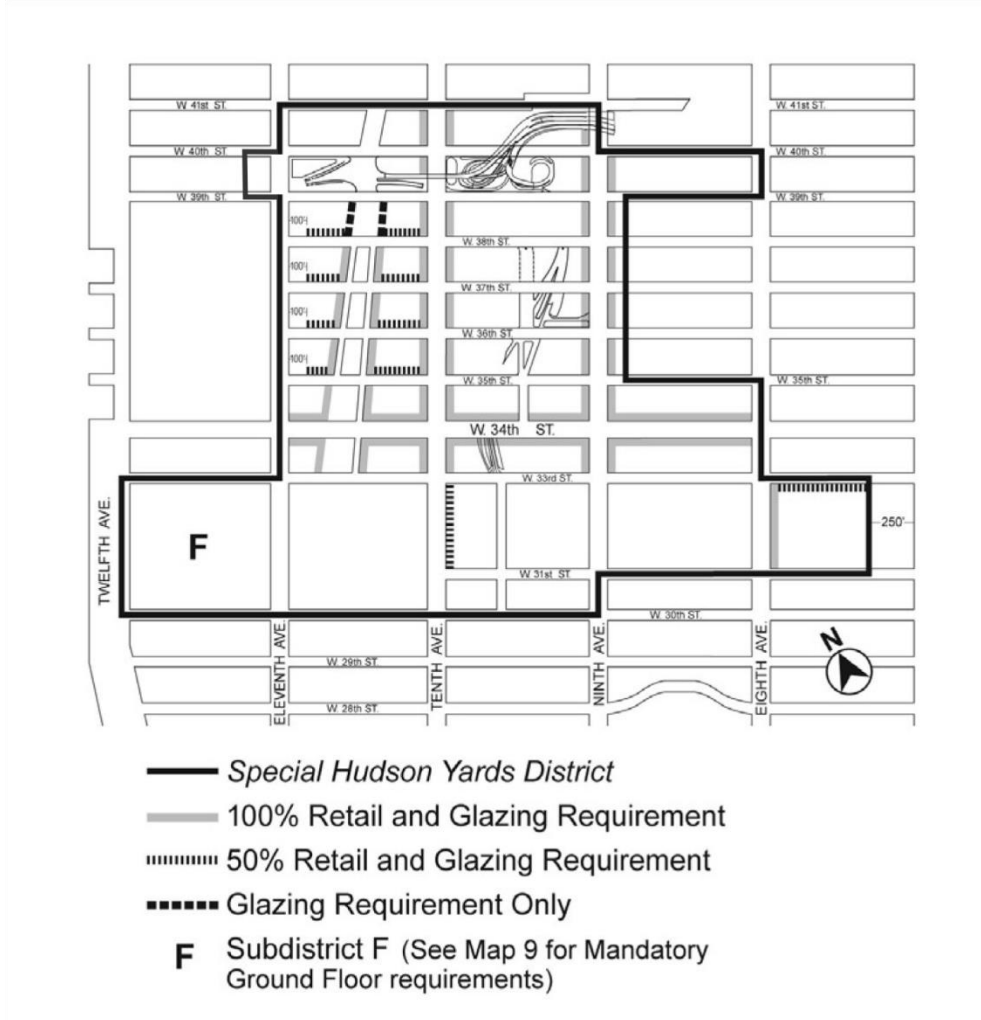 W. 41st ST.
W. 41st ST.
W. 40th ST.
W. 40th ST.
W. 39th ST.
W. 39th ST.
100'
W. 38th ST.
100'
W. 37th ST.
100'
W. 36th ST.
100'
W. 35th ST.
W. 35th ST.
W. 34th ST.
W. 33rd ST.
TWELFTH AVE.
F
250'
W. 31st ST.
W. 30th ST.
ELEVENTH AVE.
TENTH AVE.
NINTH AVE.
EIGHTH AVE.
N
W. 29th ST.
W. 28th ST.
Special Hudson Yards District
100% Retail and Glazing Requirement
50% Retail and Glazing Requirement
Glazing Requirement Only
F Subdistrict F (See Map 9 for Mandatory
Ground Floor requirements)